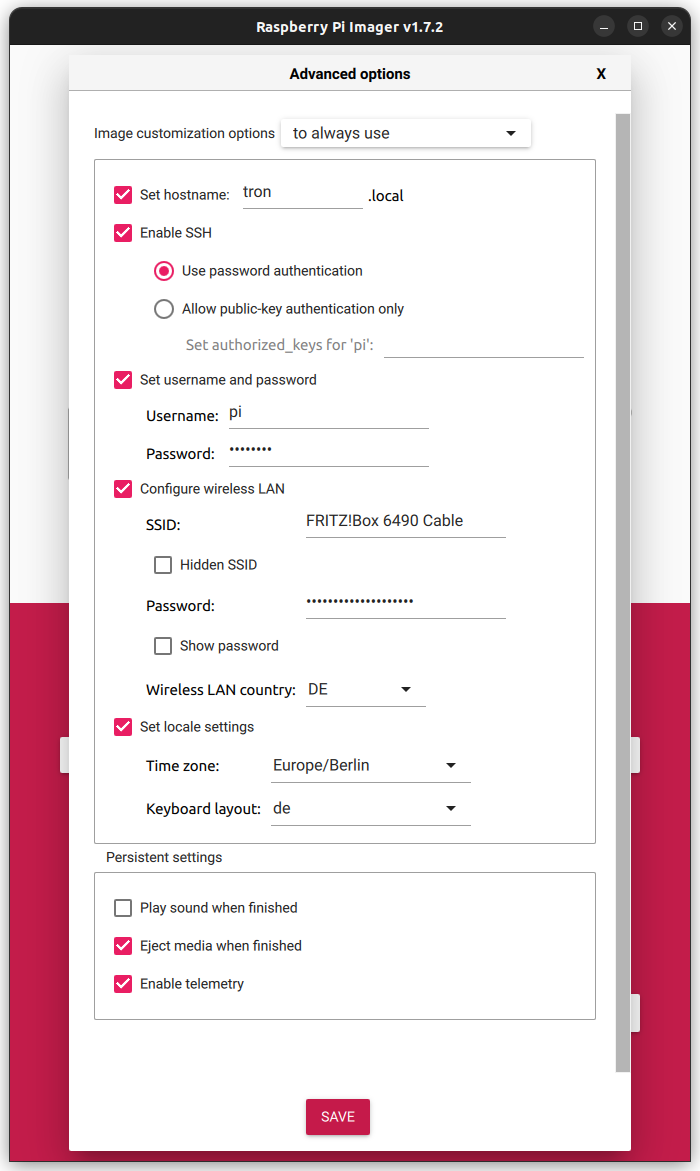 Raspberry Pi Imager v1.7.2
Advanced options X
Image customization options to always use
Set hostname: tron .local
Enable SSH
Use password authentication
Allow public-key authentication only
Set authorized_keys for 'pi':
Set username and password
Username: pi
Password: ••••••••
Configure wireless LAN
SSID: FRITZ!Box 6490 Cable
Hidden SSID
Password: ••••••••••••••••••••
Show password
Wireless LAN country: DE
Set locale settings
Time zone: Europe/Berlin
Keyboard layout: de
Persistent settings
Play sound when finished
Eject media when finished
Enable telemetry
SAVE